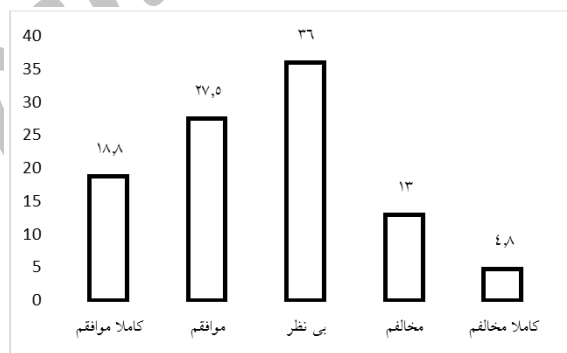 40
35
30
25
20
15
10
5
0
۱۸,۸
۲۷,۵
۳٦
۱۳
٤,۸
کاملا موافقم
موافقم
بی نظر
مخالفم
کاملا مخالفم